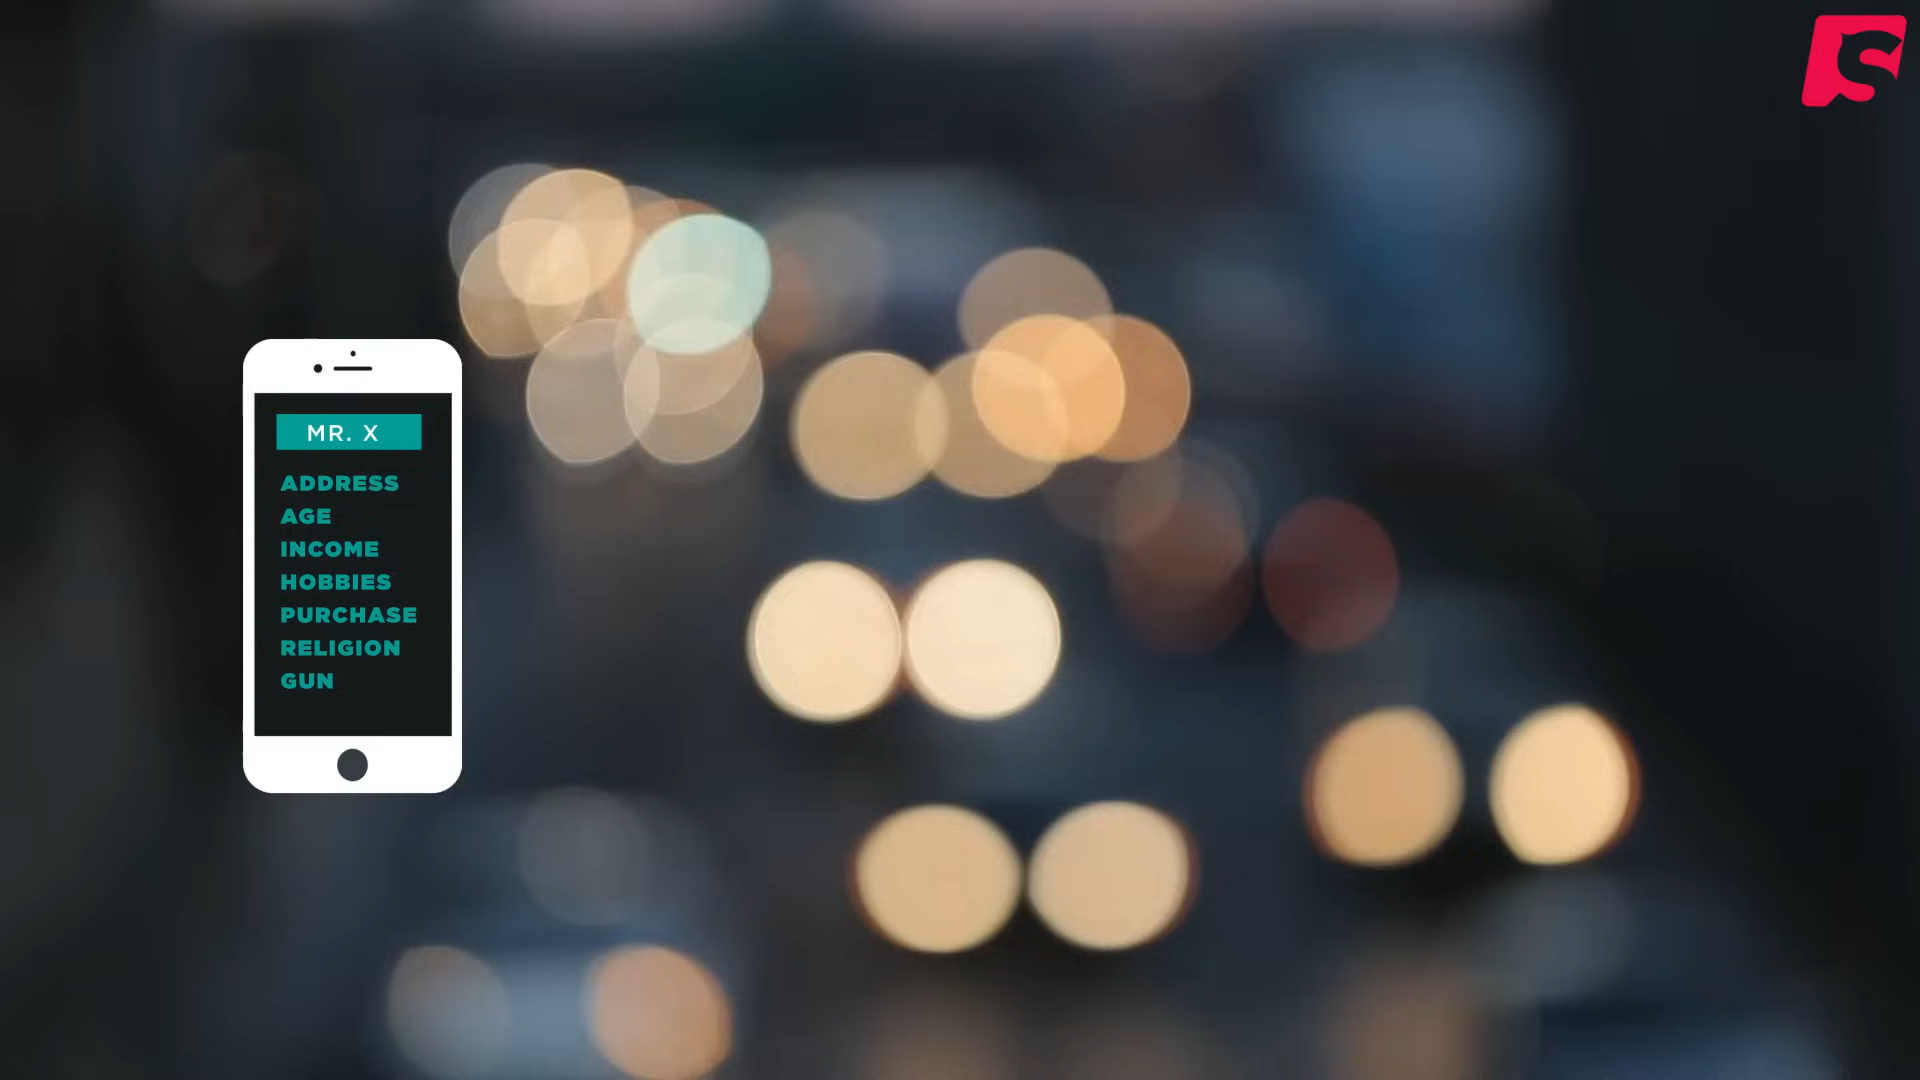 MR. X
ADDRESS
AGE
INCOME
HOBBIES
PURCHASE
RELIGION
GUN